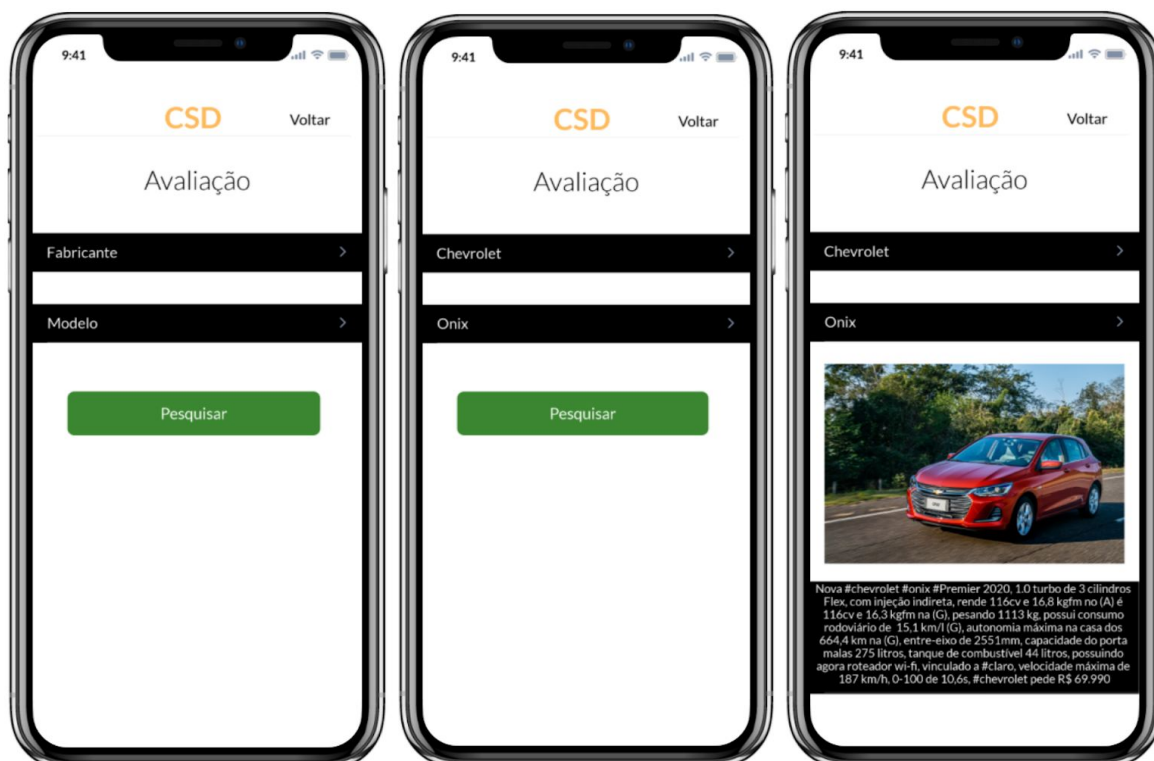 9:41
CSD
Voltar
Avaliação
Fabricante
Modelo
Pesquisar
9:41
CSD
Voltar
Avaliação
Chevrolet
Onix
Pesquisar
9:41
CSD
Voltar
Avaliação
Chevrolet
Onix
Nova #chevrolet #onix #Premier 2020, 1.0 turbo de 3 cilindros
Flex, com injeção indireta, rende 116cv e 16,8 kgfm no (A) é
116cv e 16,3 kgfm na (G), pesando 1113 kg, possui consumo
rodoviário de 15,1 km/l (G), autonomia máxima na casa dos
664,4 km na (G), entre-eixo de 2551mm, capacidade do porta
malas 275 litros, tanque de combustível 44 litros, possuindo
agora roteador wi-fi, vinculado a #claro, velocidade máxima de
187 km/h, 0-100 de 10,6s, #chevrolet pede R$ 69.990